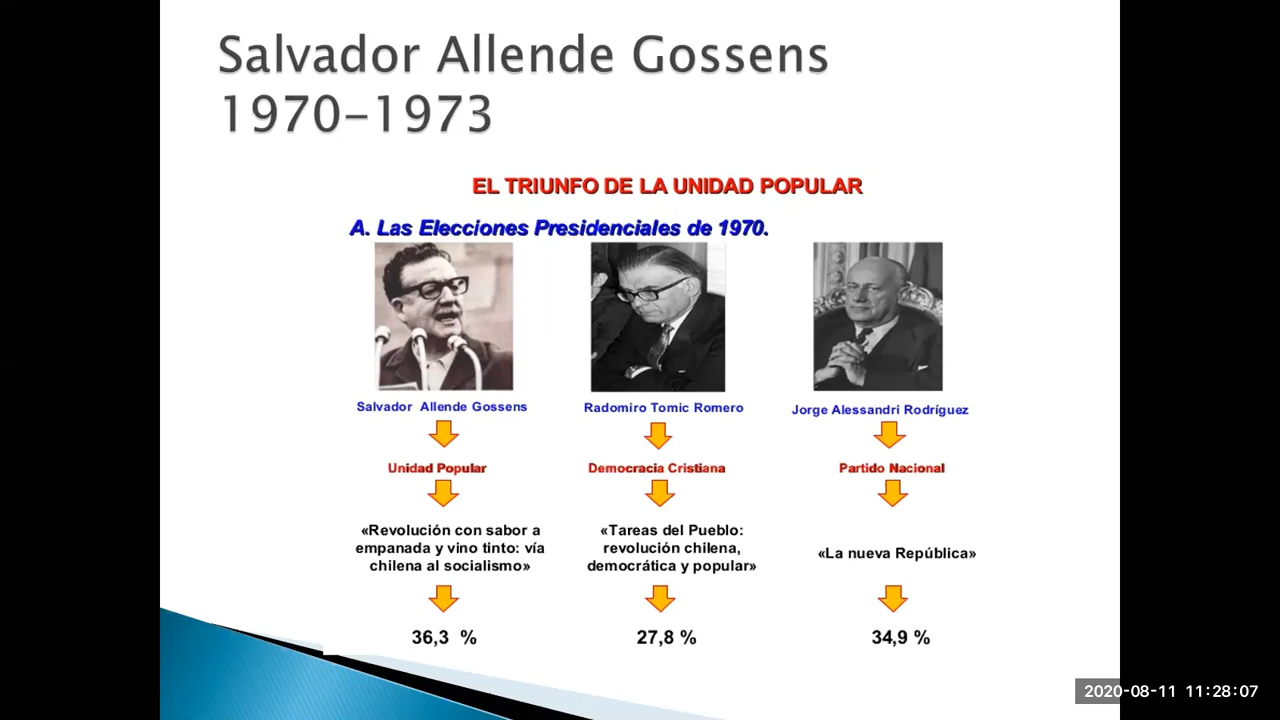 Salvador Allende Gossens
1970-1973
EL TRIUNFO DE LA UNIDAD POPULAR
A. Las Elecciones Presidenciales de 1970.
Salvador Allende Gossens
Radomiro Tomic Romero
Jorge Alessandri Rodríguez
Unidad Popular
Democracia Cristiana
Partido Nacional
«Revolución con sabor a
empanada y vino tinto: vía
chilena al socialismo»
«Tareas del Pueblo:
revolución chilena,
democrática y popular»
«La nueva República»
36,3 %
27,8 %
34,9 %
2020-08-11 11:28:07